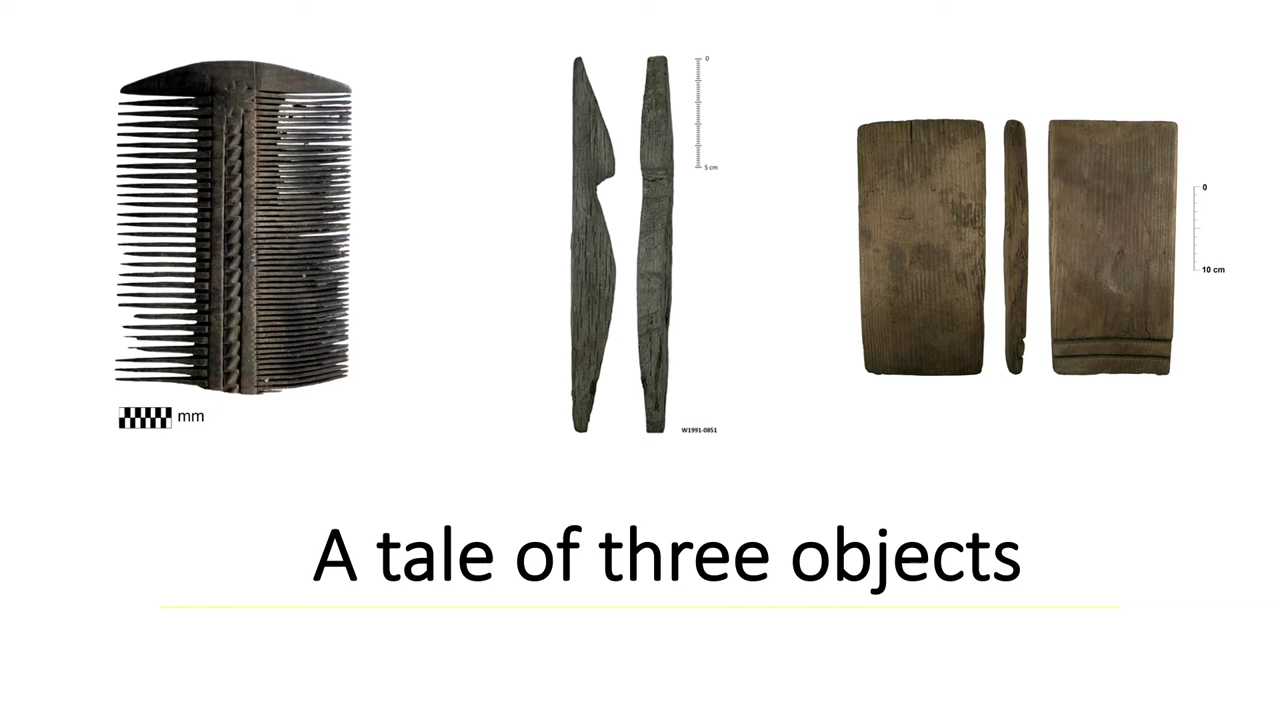 mm
0
5 cm
W1991-0851
0
10 cm
A tale of three objects